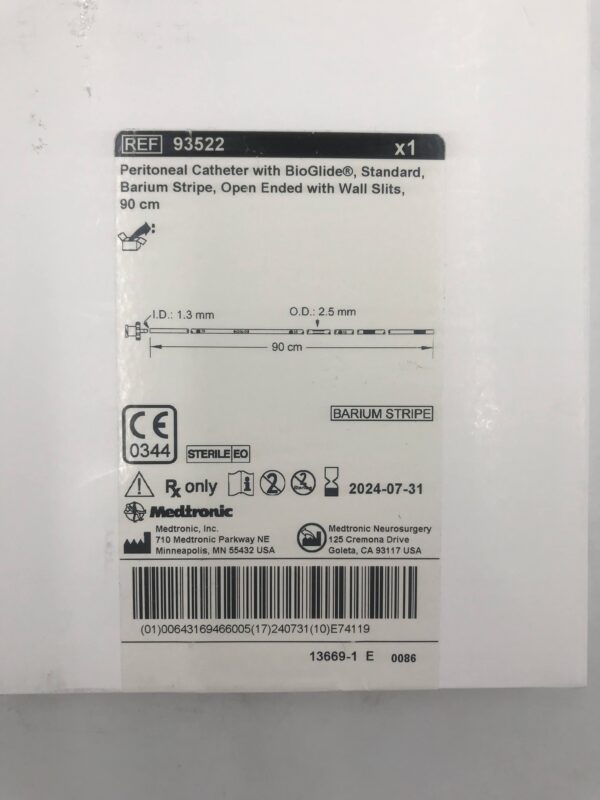 REF 93522 x1
Peritoneal Catheter with BioGlide®, Standard,
Barium Stripe, Open Ended with Wall Slits,
90 cm
I.D.: 1.3 mm O.D.: 2.5 mm
90 cm
BARIUM STRIPE
CE
0344
STERILE EO
Rx only 2 2024-07-31
Medtronic
Medtronic, Inc.
710 Medtronic Parkway NE
Minneapolis, MN 55432 USA
Medtronic Neurosurgery
125 Cremona Drive
Goleta, CA 93117 USA
(01)00643169466005(17)240731(10)E74119
13669-1 E 0086